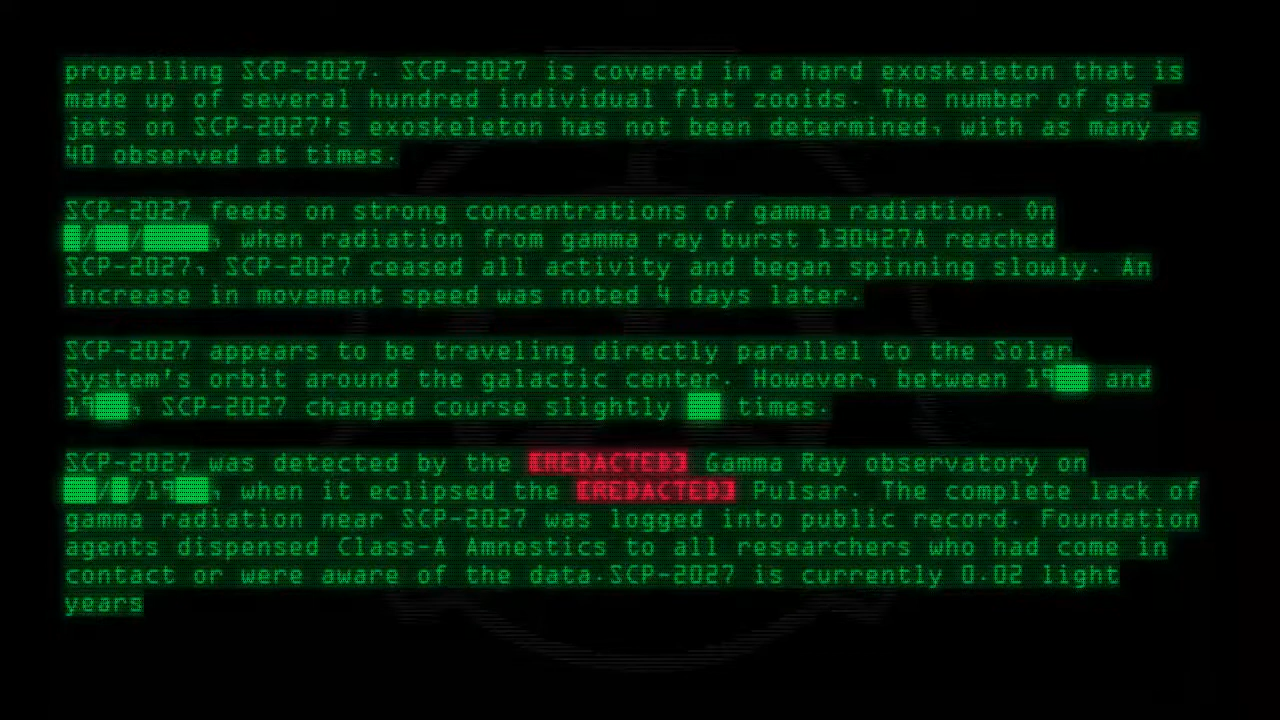 propelling SCP-2027. SCP-2027 is covered in a hard exoskeleton that is
made up of several hundred individual flat zooids. The number of gas
jets on SCP-2027's exoskeleton has not been determined, with as many as
40 observed at times.
SCP-2027 feeds on strong concentrations of gamma radiation. On
█/██/████, when radiation from gamma ray burst 130427A reached
SCP-2027, SCP-2027 ceased all activity and began spinning slowly. An
increase in movement speed was noted 4 days later.
SCP-2027 appears to be traveling directly parallel to the Solar
System's orbit around the galactic center. However, between 19██ and
19██, SCP-2027 changed course slightly ██ times.
SCP-2027 was detected by the [REDACTED] Gamma Ray observatory on
██/█/19██, when it eclipsed the [REDACTED] Pulsar. The complete lack of
gamma radiation near SCP-2027 was logged into public record. Foundation
agents dispensed Class-A Amnestics to all researchers who had come in
contact or were aware of the data.SCP-2027 is currently 0.02 light
years